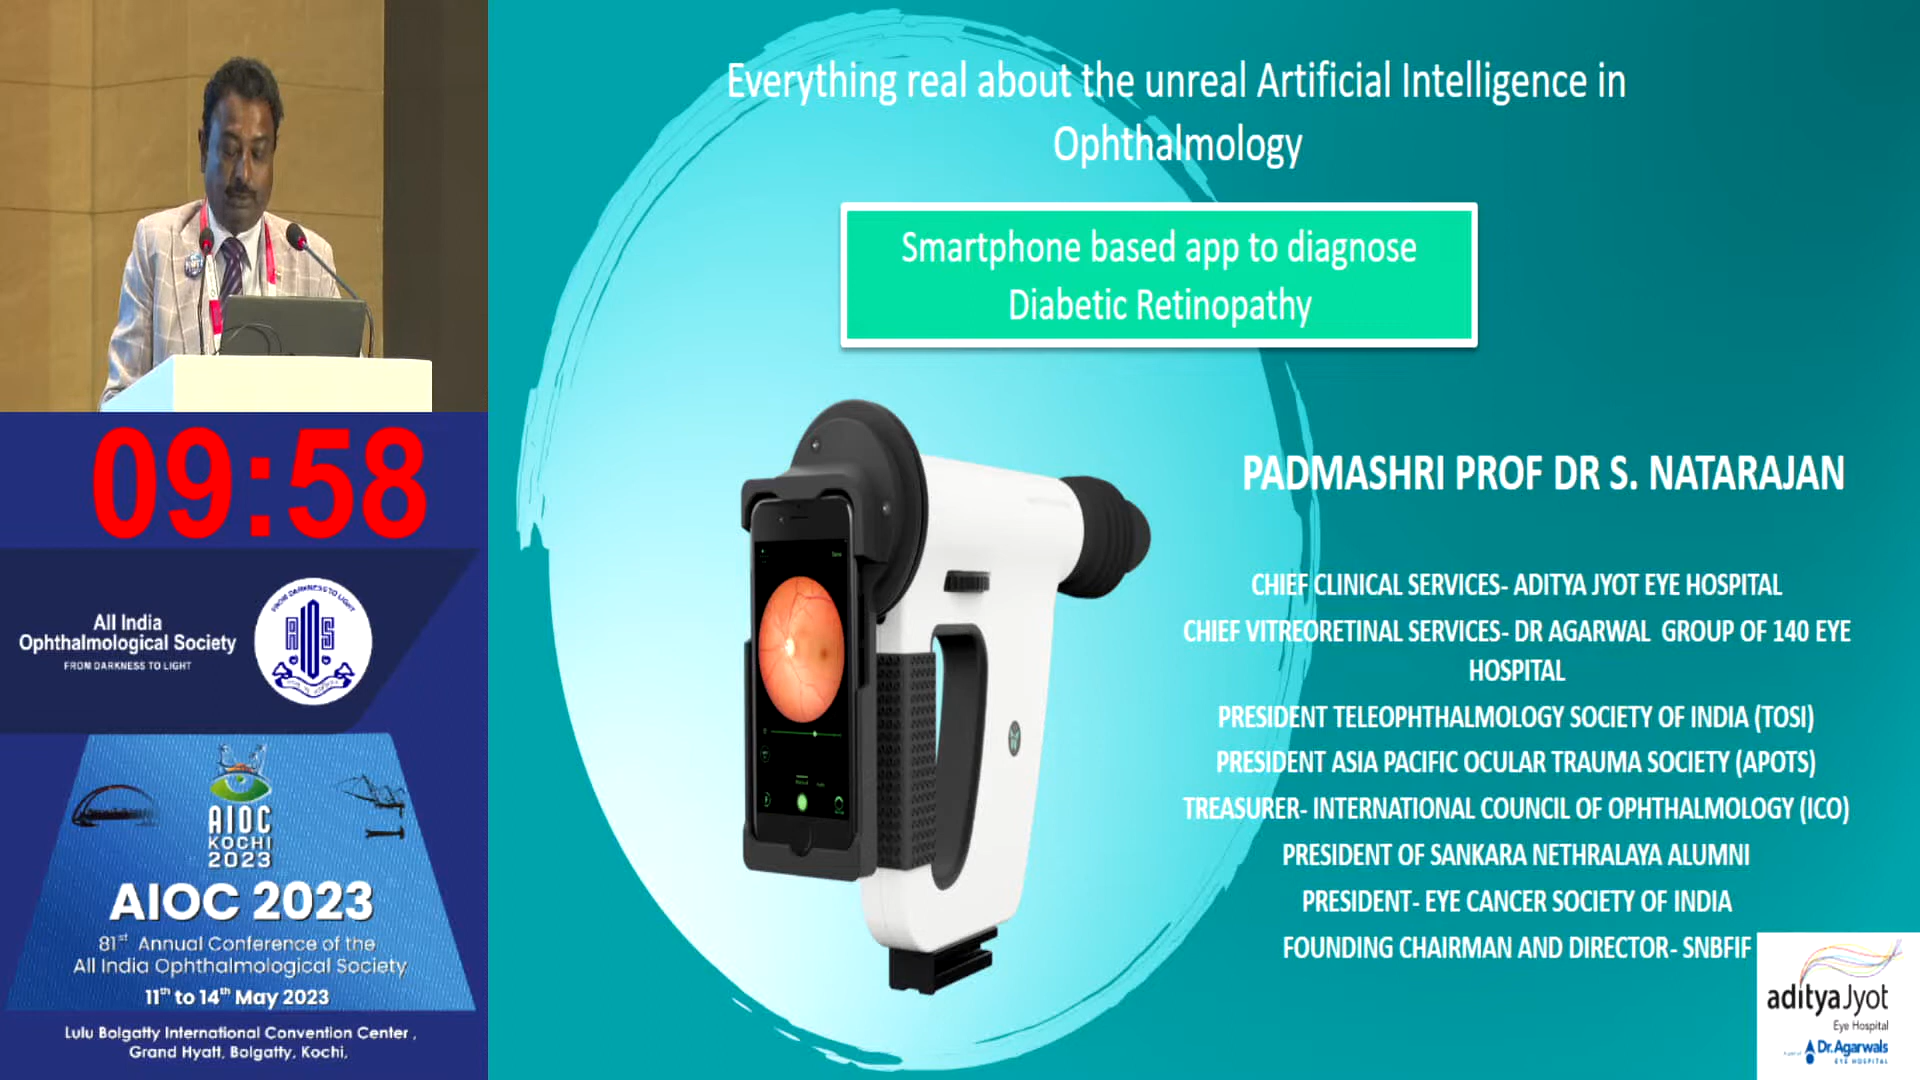 09:58
All India
Ophthalmological Society
FROM DARKNESS TO LIGHT
FROM DARKNESS TO LIGHT
AIOS
AIOC
KOCHI
2023
AIOC 2023
81st Annual Conference of the
All India Ophthalmological Society
11th to 14th May 2023
Lulu Bolgatty International Convention Center ,
Grand Hyatt, Bolgatty, Kochi,
Everything real about the unreal Artificial Intelligence in
Ophthalmology
Smartphone based app to diagnose
Diabetic Retinopathy
PADMASHRI PROF DR S. NATARAJAN
CHIEF CLINICAL SERVICES- ADITYA JYOT EYE HOSPITAL
CHIEF VITREORETINAL SERVICES- DR AGARWAL GROUP OF 140 EYE
HOSPITAL
PRESIDENT TELEOPHTHALMOLOGY SOCIETY OF INDIA (TOSI)
PRESIDENT ASIA PACIFIC OCULAR TRAUMA SOCIETY (APOTS)
TREASURER- INTERNATIONAL COUNCIL OF OPHTHALMOLOGY (ICO)
PRESIDENT OF SANKARA NETHRALAYA ALUMNI
PRESIDENT- EYE CANCER SOCIETY OF INDIA
FOUNDING CHAIRMAN AND DIRECTOR- SNBFIF
adityaJyot
Eye Hospital
Dr.Agarwals
EYE HOSPITAL